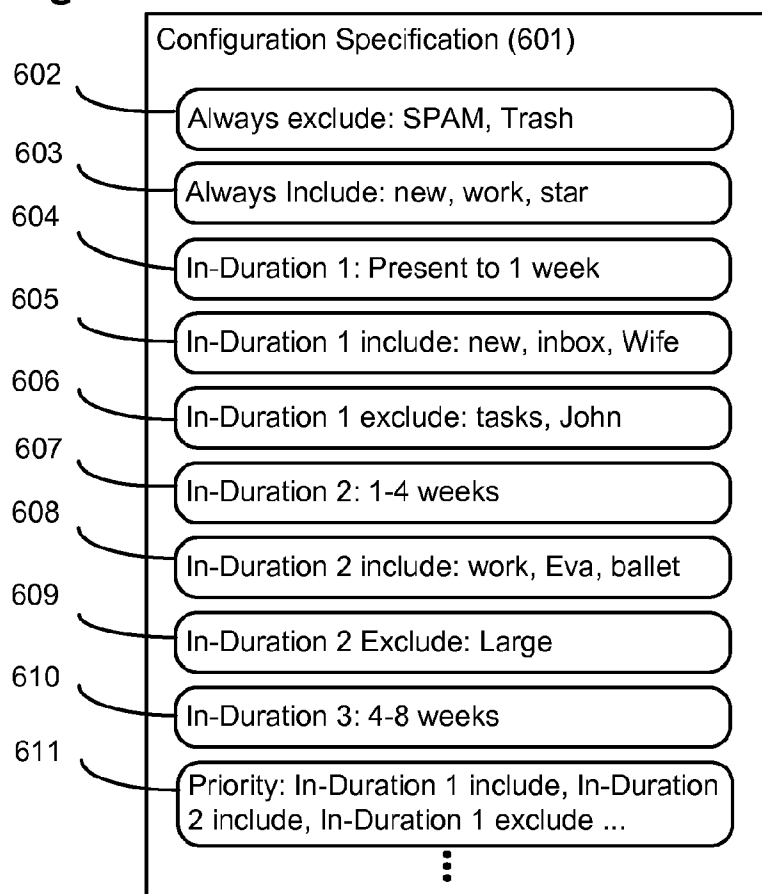 Configuration Specification (601)
602
Always exclude: SPAM, Trash
603
Always Include: new, work, star
604
In-Duration 1: Present to 1 week
605
In-Duration 1 include: new, inbox, Wife
606
In-Duration 1 exclude: tasks, John
607
In-Duration 2: 1-4 weeks
608
In-Duration 2 include: work, Eva, ballet
609
In-Duration 2 Exclude: Large
610
In-Duration 3: 4-8 weeks
611
Priority: In-Duration 1 include, In-Duration
2 include, In-Duration 1 exclude ...